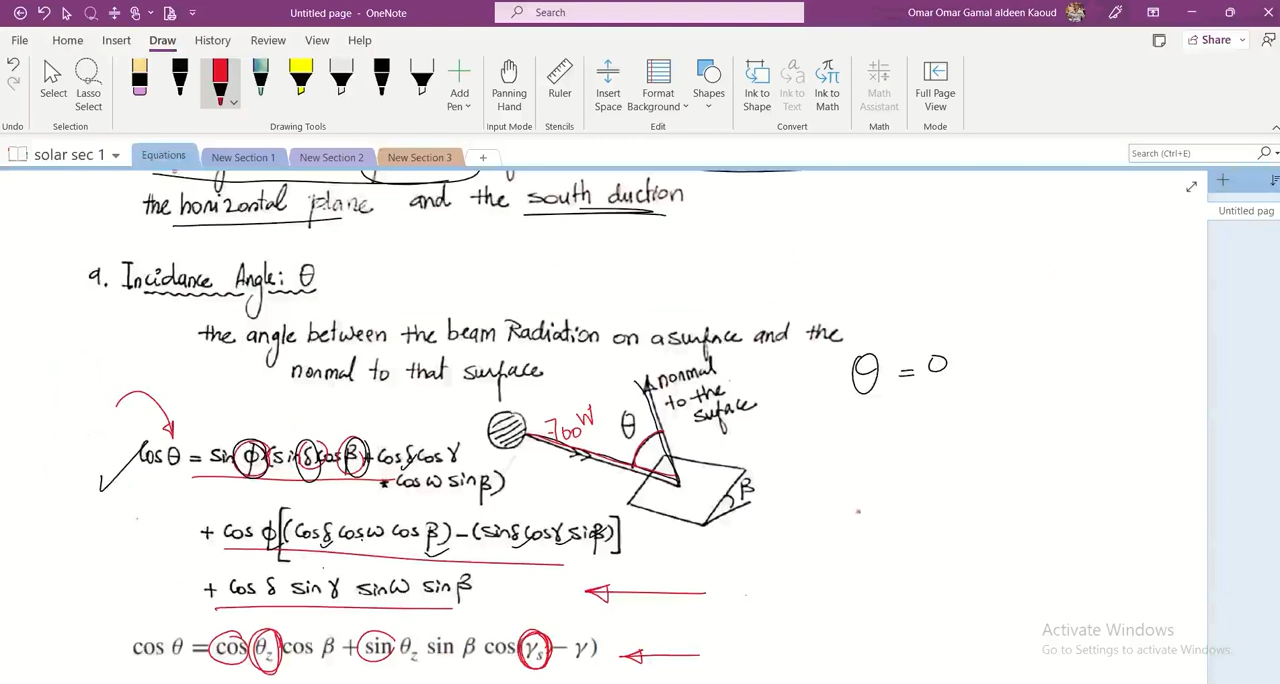 Untitled page - OneNote
Search
Omar Omar Gamal aldeen Kaoud
File Home Insert Draw History Review View Help
Share
Select
Lasso Select
Add Pen
Panning Hand
Ruler
Insert Space
Format Background
Shapes
Ink to Shape
Ink to Text
Ink to Math
Math Assistant
Full Page View
Undo
Selection
Drawing Tools
Input Mode
Stencils
Edit
Convert
Math
Mode
solar sec 1
Equations
New Section 1
New Section 2
New Section 3
Search (Ctrl+E)
Untitled pag
the horizontal plane and the south duction
9. Incidance Angle: θ
the angle between the beam Radiation on a surface and the
normal to that surface
θ = 0
normal
to the
suface
θ
700W
β
cosθ = sin ϕ (sin δ cos β + cos δ cos γ
* cos ω sin β)
+ cos ϕ [(cos δ cos ω cos β) - (sin δ cos γ sin β)]
+ cos δ sin γ sin ω sin β
cos θ = cos θz cos β + sin θz sin β cos(γs − γ)
Activate Windows
Go to Settings to activate Windows.